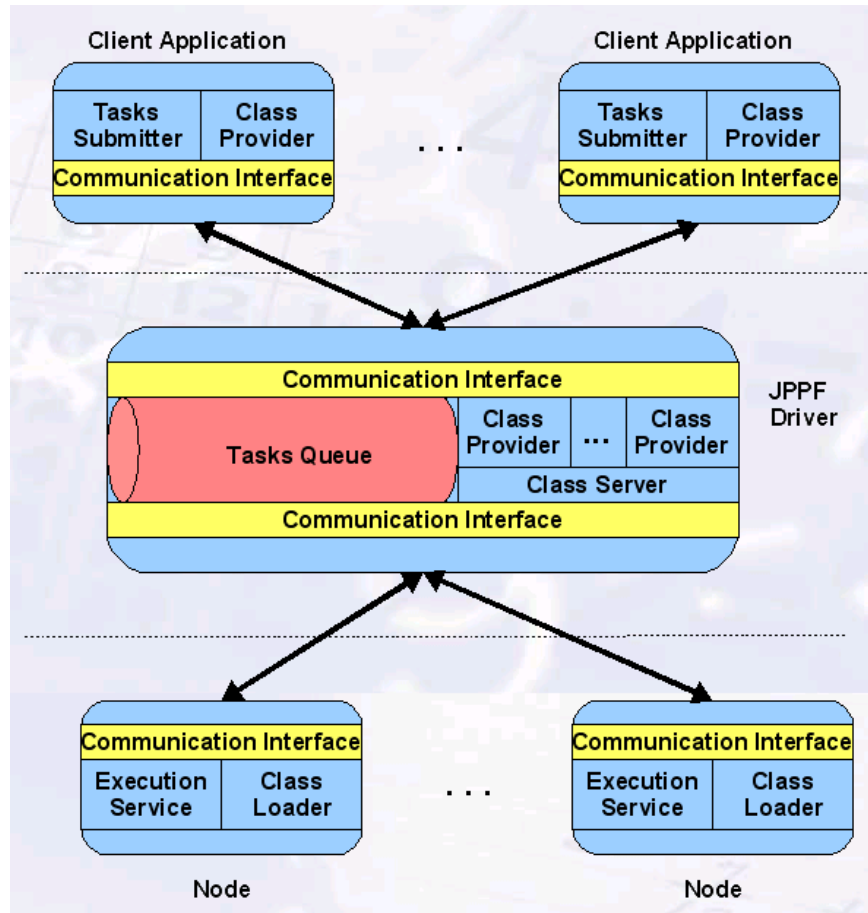 Client Application
Client Application
Tasks Submitter
Class Provider
Communication Interface
. . .
Tasks Submitter
Class Provider
Communication Interface
Communication Interface
JPPF Driver
Tasks Queue
Class Provider
...
Class Provider
Class Server
Communication Interface
Communication Interface
Execution Service
Class Loader
. . .
Communication Interface
Execution Service
Class Loader
Node
Node